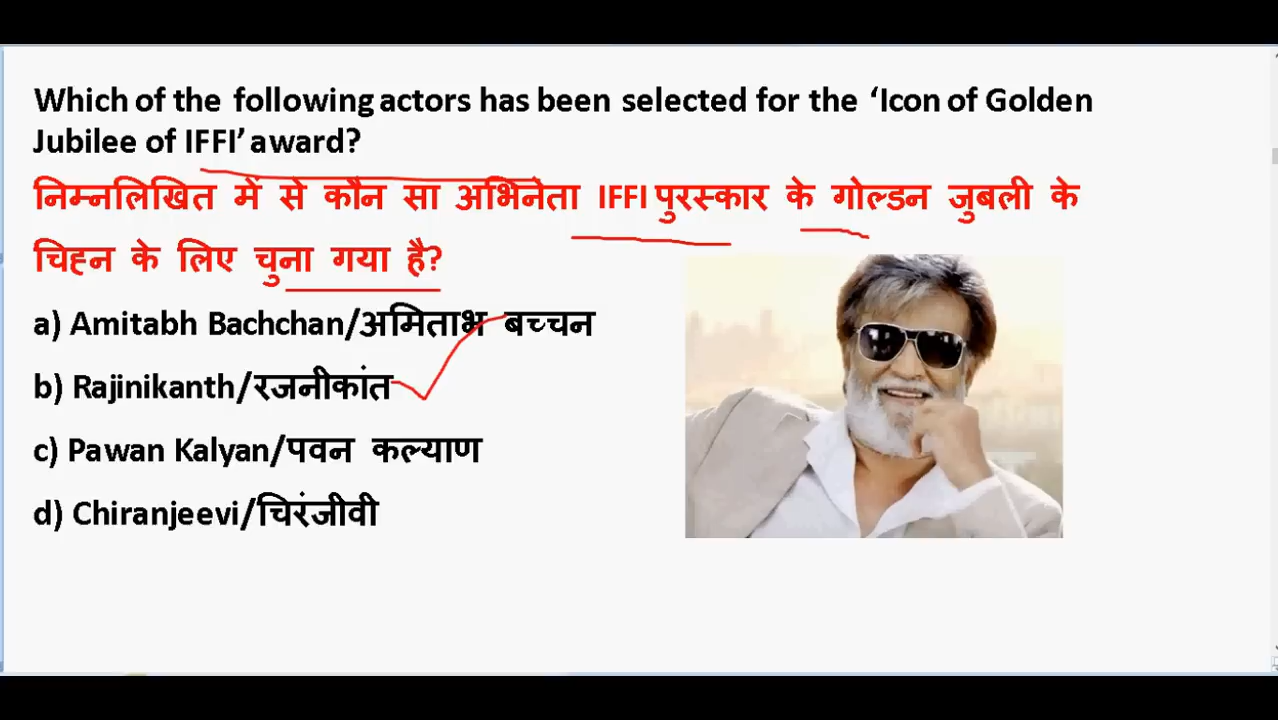 Which of the following actors has been selected for the ‘Icon of Golden
Jubilee of IFFI’ award?
निम्नलिखित में से कौन सा अभिनेता IFFI पुरस्कार के गोल्डन जुबली के
चिह्न के लिए चुना गया है?
a) Amitabh Bachchan/अमिताभ बच्चन
b) Rajinikanth/रजनीकांत
c) Pawan Kalyan/पवन कल्याण
d) Chiranjeevi/चिरंजीवी